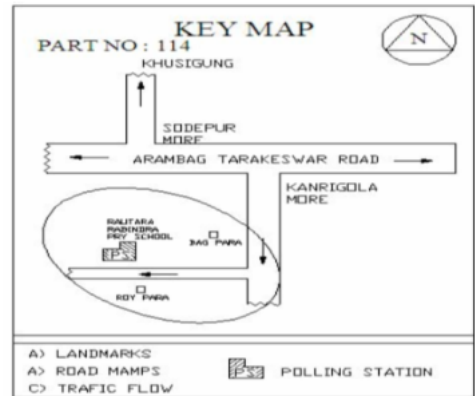 KEY MAP
PART NO : 114
N
KHUSIGUNG
SODEPUR
MORE
ARAMBAG TARAKESWAR ROAD
KANRIGOLA
MORE
RAUTARA
RABINDRA
PRY SCHOOL
PS
BAG PARA
ROY PARA
A) LANDMARKS
A) ROAD MAMPS
C) TRAFIC FLOW
PS
POLLING STATION